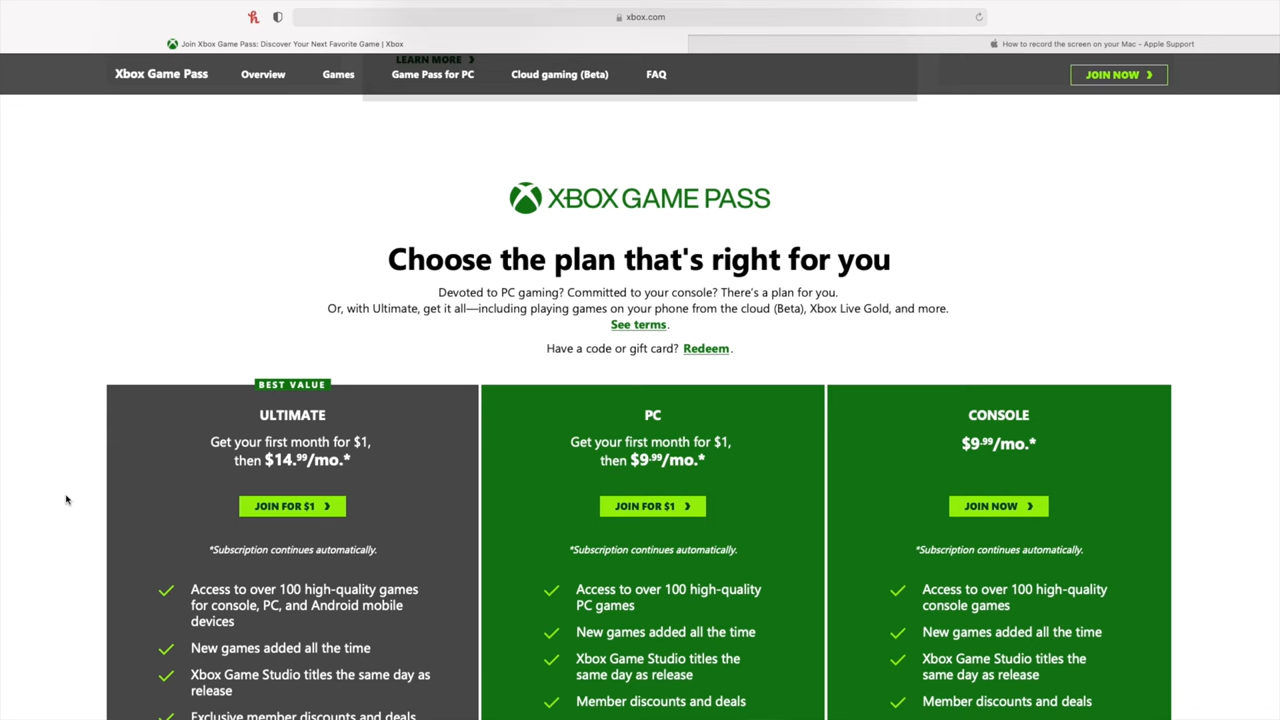 xbox.com
Join Xbox Game Pass: Discover Your Next Favorite Game | Xbox
How to record the screen on your Mac - Apple Support
LEARN MORE
Xbox Game Pass
Overview
Games
Game Pass for PC
Cloud gaming (Beta)
FAQ
JOIN NOW
XBOX GAME PASS
Choose the plan that's right for you
Devoted to PC gaming? Committed to your console? There's a plan for you.
Or, with Ultimate, get it all—including playing games on your phone from the cloud (Beta), Xbox Live Gold, and more.
See terms.
Have a code or gift card? Redeem.
BEST VALUE
ULTIMATE
Get your first month for $1,
then $14.99/mo.*
JOIN FOR $1
*Subscription continues automatically.
Access to over 100 high-quality games
for console, PC, and Android mobile
devices
New games added all the time
Xbox Game Studio titles the same day as
release
Exclusive member discounts and deals
PC
Get your first month for $1,
then $9.99/mo.*
JOIN FOR $1
*Subscription continues automatically.
Access to over 100 high-quality
PC games
New games added all the time
Xbox Game Studio titles the
same day as release
Member discounts and deals
CONSOLE
$9.99/mo.*
JOIN NOW
*Subscription continues automatically.
Access to over 100 high-quality
console games
New games added all the time
Xbox Game Studio titles the
same day as release
Member discounts and deals